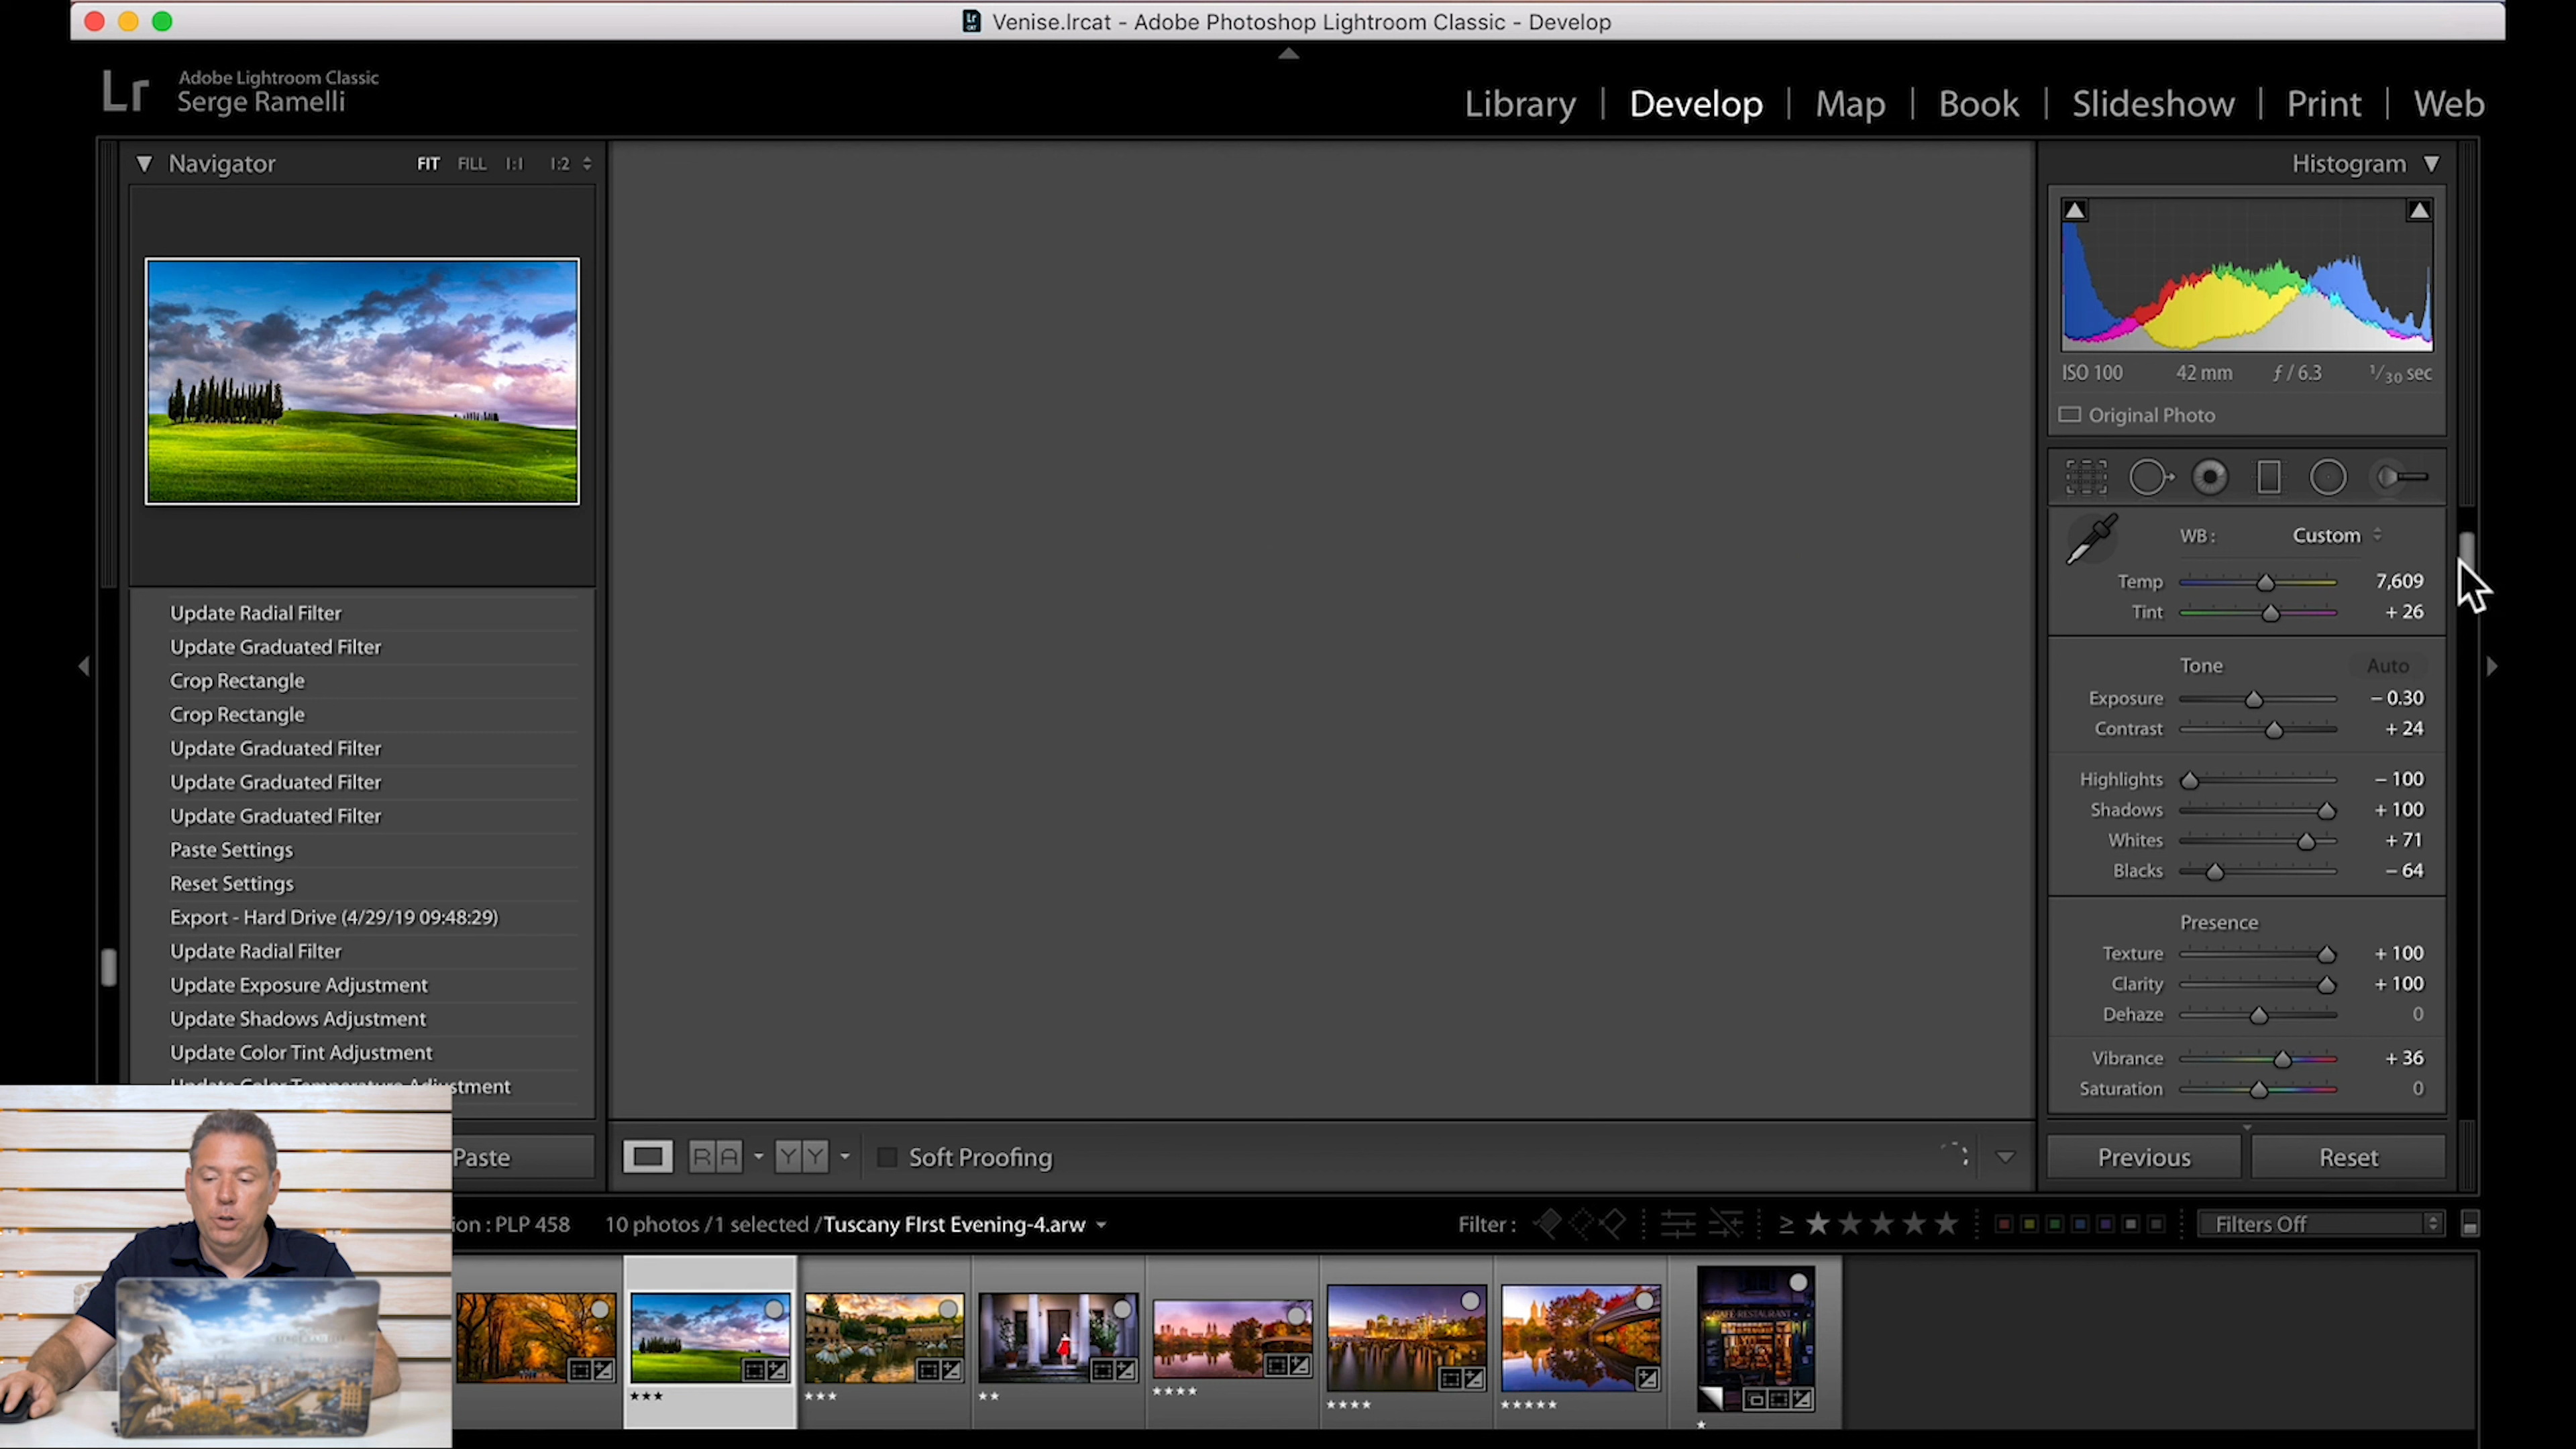 Venise.lrcat - Adobe Photoshop Lightroom Classic - Develop
Lr
Adobe Lightroom Classic
Serge Ramelli
Library | Develop | Map | Book | Slideshow | Print | Web
Navigator FIT FILL 1:1 1:2
Histogram
ISO 100 42 mm ƒ / 6.3 1/30 sec
Original Photo
WB : Custom
Temp 7,609
Tint + 26
Tone Auto
Exposure – 0.30
Contrast + 24
Highlights – 100
Shadows + 100
Whites + 71
Blacks – 64
Presence
Texture + 100
Clarity + 100
Dehaze 0
Vibrance + 36
Saturation 0
Previous Reset
Update Radial Filter
Update Graduated Filter
Crop Rectangle
Crop Rectangle
Update Graduated Filter
Update Graduated Filter
Update Graduated Filter
Paste Settings
Reset Settings
Export - Hard Drive (4/29/19 09:48:29)
Update Radial Filter
Update Exposure Adjustment
Update Shadows Adjustment
Update Color Tint Adjustment
Update Color Temperature Adjustment
Paste
R A Y Y Soft Proofing
ion : PLP 458 10 photos / 1 selected / Tuscany FIrst Evening-4.arw
Filter : ≥ Filters Off
CAFÉ RESTAURANT